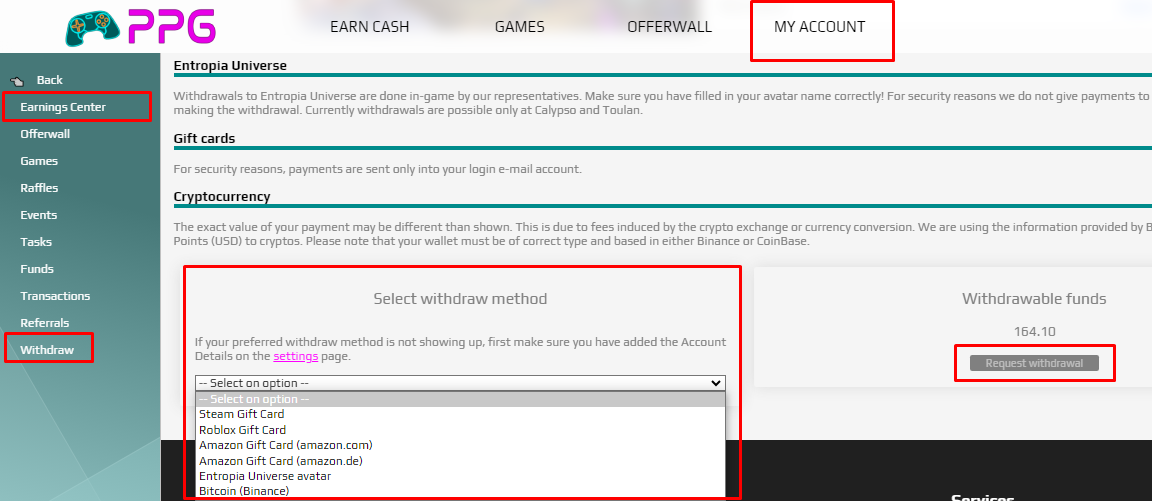 PPG
EARN CASH
GAMES
OFFERWALL
MY ACCOUNT
Back
Earnings Center
Offerwall
Games
Raffles
Events
Tasks
Funds
Transactions
Referrals
Withdraw
Entropia Universe
Withdrawals to Entropia Universe are done in-game by our representatives. Make sure you have filled in your avatar name correctly! For security reasons we do not give payments to
making the withdrawal. Currently withdrawals are possible only at Calypso and Toulan.
Gift cards
For security reasons, payments are sent only into your login e-mail account.
Cryptocurrency
The exact value of your payment may be different than shown. This is due to fees induced by the crypto exchange or currency conversion. We are using the information provided by B
Points (USD) to cryptos. Please note that your wallet must be of correct type and based in either Binance or CoinBase.
Select withdraw method
If your preferred withdraw method is not showing up, first make sure you have added the Account
Details on the settings page.
-- Select on option --
-- Select on option --
Steam Gift Card
Roblox Gift Card
Amazon Gift Card (amazon.com)
Amazon Gift Card (amazon.de)
Entropia Universe avatar
Bitcoin (Binance)
Withdrawable funds
164.10
Request withdrawal
Services